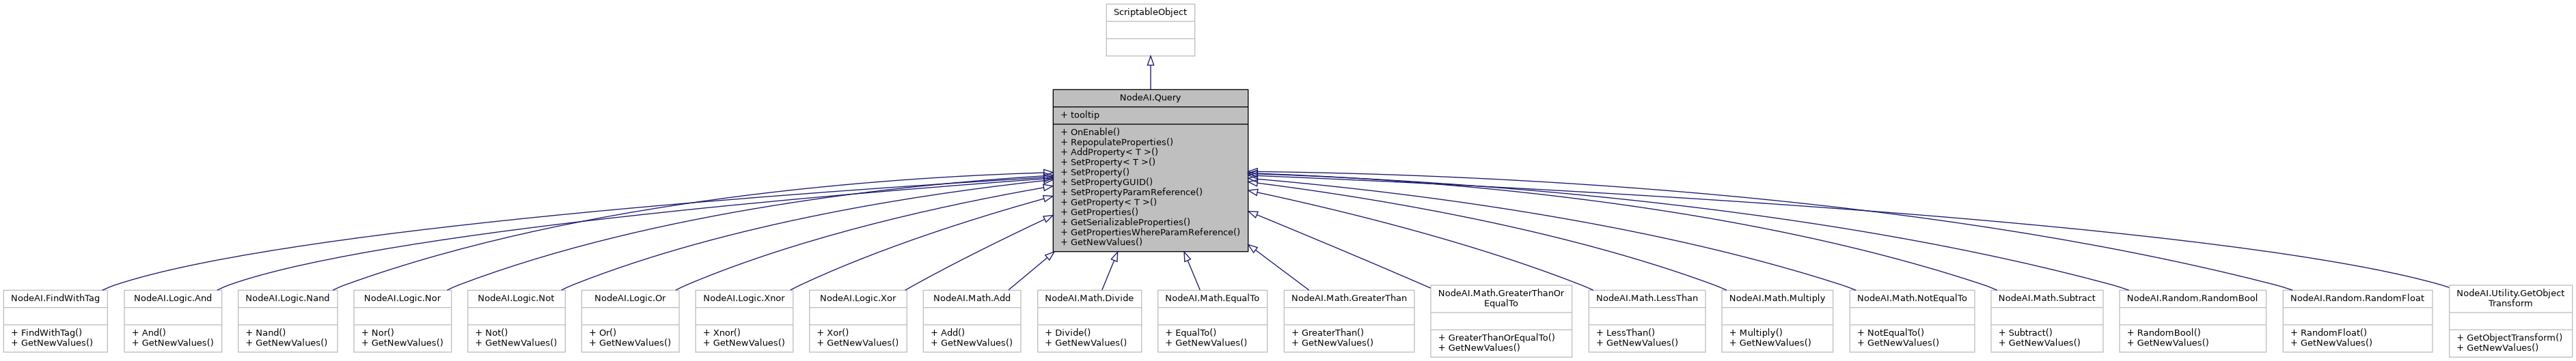 ScriptableObject
NodeAI.Query
+ tooltip
+ OnEnable()
+ RepopulateProperties()
+ AddProperty< T >()
+ SetProperty< T >()
+ SetProperty()
+ SetPropertyGUID()
+ SetPropertyParamReference()
+ GetProperty< T >()
+ GetProperties()
+ GetSerializableProperties()
+ GetPropertiesWhereParamReference()
+ GetNewValues()
NodeAI.FindWithTag
+ FindWithTag()
+ GetNewValues()
NodeAI.Logic.And
+ And()
+ GetNewValues()
NodeAI.Logic.Nand
+ Nand()
+ GetNewValues()
NodeAI.Logic.Nor
+ Nor()
+ GetNewValues()
NodeAI.Logic.Not
+ Not()
+ GetNewValues()
NodeAI.Logic.Or
+ Or()
+ GetNewValues()
NodeAI.Logic.Xnor
+ Xnor()
+ GetNewValues()
NodeAI.Logic.Xor
+ Xor()
+ GetNewValues()
NodeAI.Math.Add
+ Add()
+ GetNewValues()
NodeAI.Math.Divide
+ Divide()
+ GetNewValues()
NodeAI.Math.EqualTo
+ EqualTo()
+ GetNewValues()
NodeAI.Math.GreaterThan
+ GreaterThan()
+ GetNewValues()
NodeAI.Math.GreaterThanOr
EqualTo
+ GreaterThanOrEqualTo()
+ GetNewValues()
NodeAI.Math.LessThan
+ LessThan()
+ GetNewValues()
NodeAI.Math.Multiply
+ Multiply()
+ GetNewValues()
NodeAI.Math.NotEqualTo
+ NotEqualTo()
+ GetNewValues()
NodeAI.Math.Subtract
+ Subtract()
+ GetNewValues()
NodeAI.Random.RandomBool
+ RandomBool()
+ GetNewValues()
NodeAI.Random.RandomFloat
+ RandomFloat()
+ GetNewValues()
NodeAI.Utility.GetObject
Transform
+ GetObjectTransform()
+ GetNewValues()